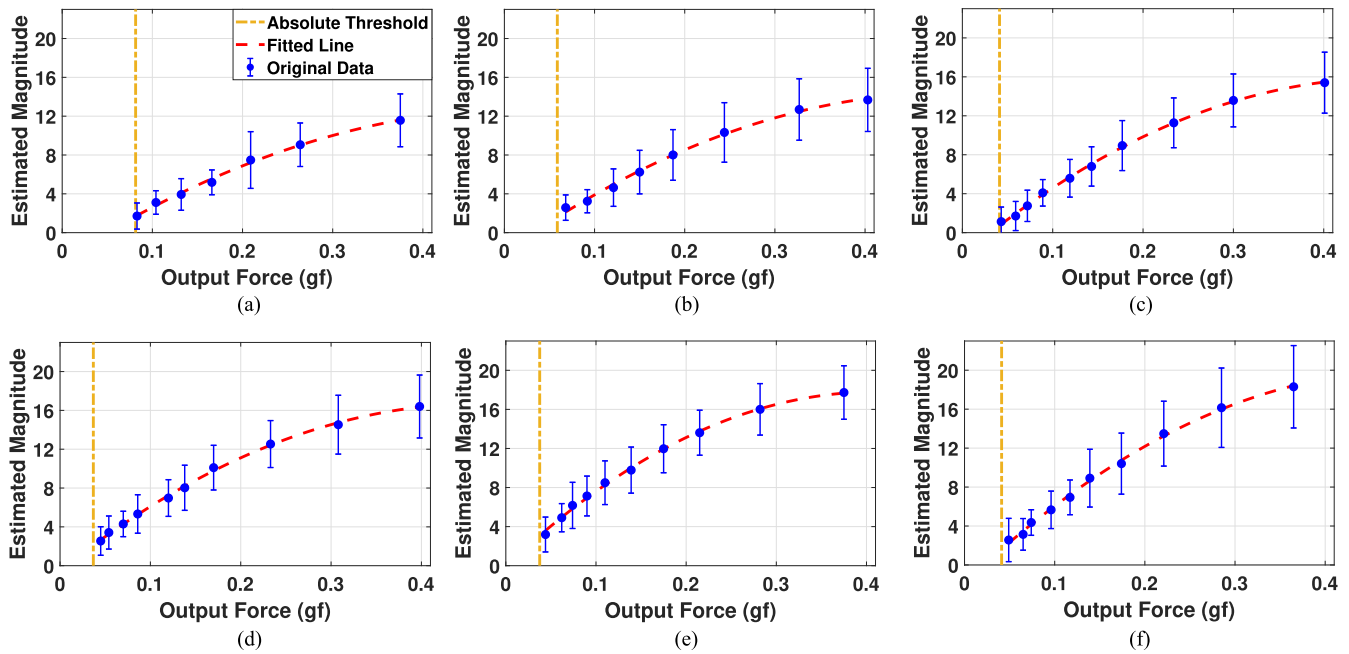 Absolute Threshold
Fitted Line
Original Data
Estimated Magnitude
0
4
8
12
16
20
0 0.1 0.2 0.3 0.4
Output Force (gf)
(a)
Estimated Magnitude
0
4
8
12
16
20
0 0.1 0.2 0.3 0.4
Output Force (gf)
(b)
Estimated Magnitude
0
4
8
12
16
20
0 0.1 0.2 0.3 0.4
Output Force (gf)
(c)
Estimated Magnitude
0
4
8
12
16
20
0 0.1 0.2 0.3 0.4
Output Force (gf)
(d)
Estimated Magnitude
0
4
8
12
16
20
0 0.1 0.2 0.3 0.4
Output Force (gf)
(e)
Estimated Magnitude
0
4
8
12
16
20
0 0.1 0.2 0.3 0.4
Output Force (gf)
(f)